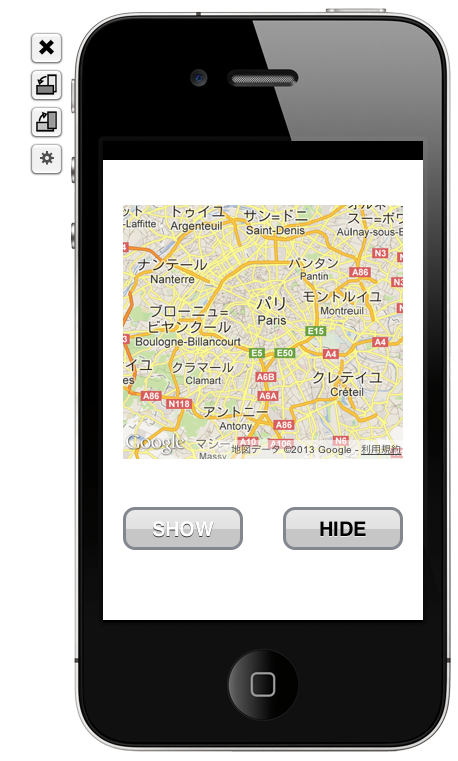 ット トゥイユ サン=ドニ オルネー
-Laffitte Argenteuil Saint-Denis スー=ボワ
Aulnay-sous-B
N3
ナンテール パンタン A86
Nanterre Pantin N3
パリ モントルイユ
Paris Montreuil
ブローニュ=
ビヤンクール E15
Boulogne-Billancourt A4
E5 E50 A4
イユ クラマール A6B クレテイユ
es Clamart Créteil
A86 A6A
N118 アントニー
Antony A86
Google マシー A10 A106 N6
Massy 地図データ ©2013 Google - 利用規約
SHOW HIDE